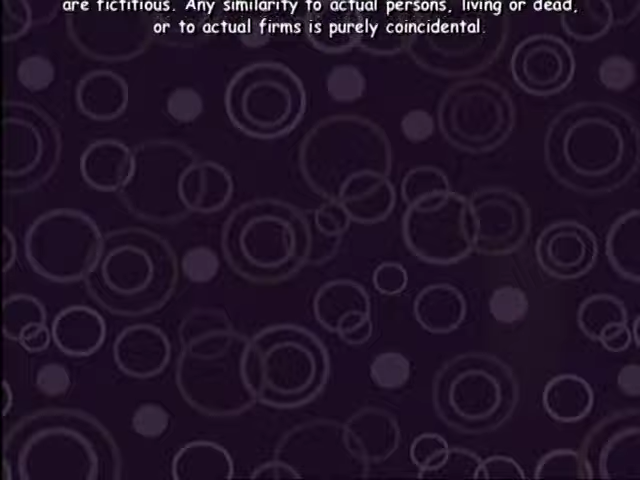 are fictitious. Any similarity to actual persons, living or dead,
or to actual firms is purely coincidental.